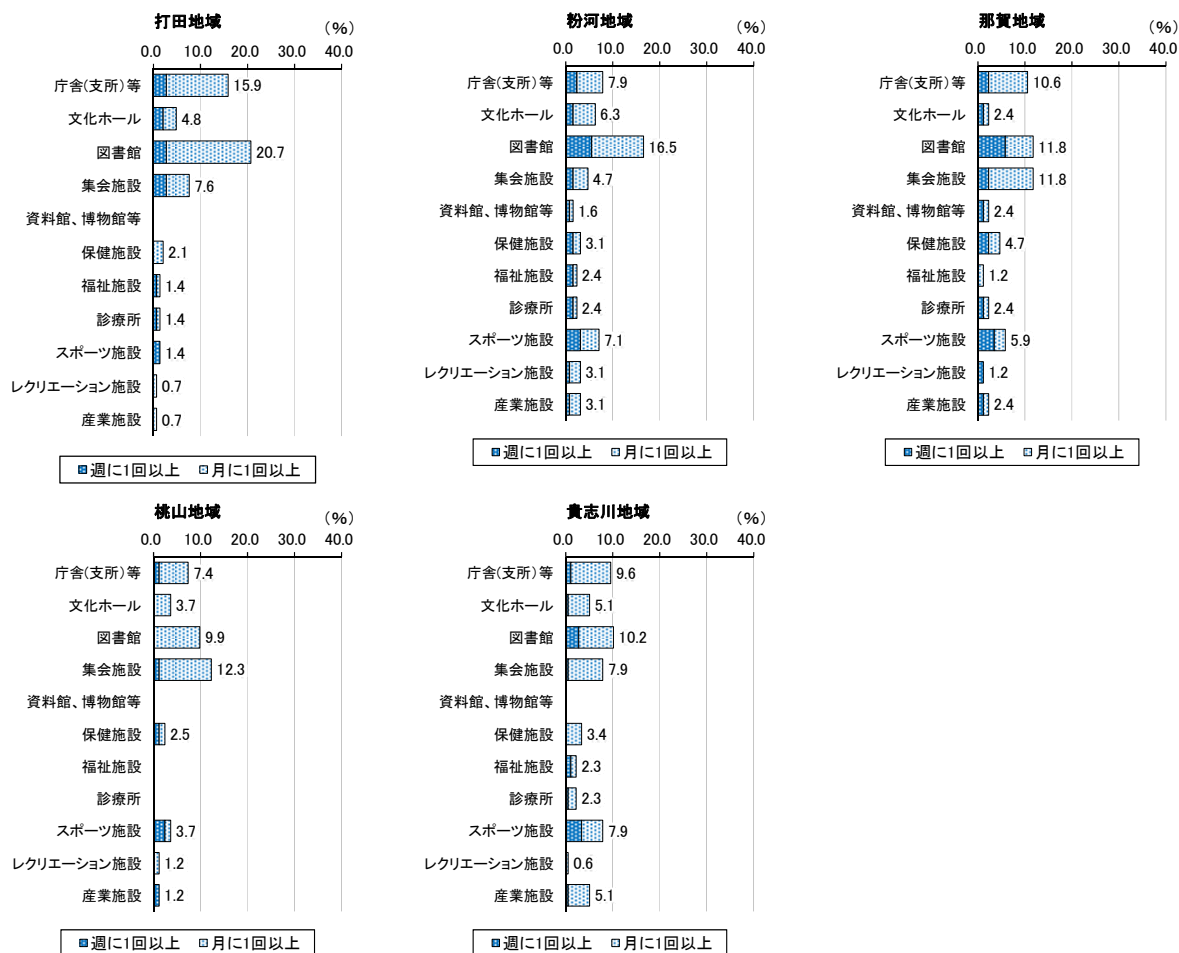 打田地域
(%)
0.0 10.0 20.0 30.0 40.0
庁舎(支所)等 15.9
文化ホール 4.8
図書館 20.7
集会施設 7.6
資料館、博物館等
保健施設 2.1
福祉施設 1.4
診療所 1.4
スポーツ施設 1.4
レクリエーション施設 0.7
産業施設 0.7
週に1回以上 月に1回以上
粉河地域
(%)
0.0 10.0 20.0 30.0 40.0
庁舎(支所)等 7.9
文化ホール 6.3
図書館 16.5
集会施設 4.7
資料館、博物館等 1.6
保健施設 3.1
福祉施設 2.4
診療所 2.4
スポーツ施設 7.1
レクリエーション施設 3.1
産業施設 3.1
週に1回以上 月に1回以上
那賀地域
(%)
0.0 10.0 20.0 30.0 40.0
庁舎(支所)等 10.6
文化ホール 2.4
図書館 11.8
集会施設 11.8
資料館、博物館等 2.4
保健施設 4.7
福祉施設 1.2
診療所 2.4
スポーツ施設 5.9
レクリエーション施設 1.2
産業施設 2.4
週に1回以上 月に1回以上
桃山地域
(%)
0.0 10.0 20.0 30.0 40.0
庁舎(支所)等 7.4
文化ホール 3.7
図書館 9.9
集会施設 12.3
資料館、博物館等
保健施設 2.5
福祉施設
診療所
スポーツ施設 3.7
レクリエーション施設 1.2
産業施設 1.2
週に1回以上 月に1回以上
貴志川地域
(%)
0.0 10.0 20.0 30.0 40.0
庁舎(支所)等 9.6
文化ホール 5.1
図書館 10.2
集会施設 7.9
資料館、博物館等
保健施設 3.4
福祉施設 2.3
診療所 2.3
スポーツ施設 7.9
レクリエーション施設 0.6
産業施設 5.1
週に1回以上 月に1回以上